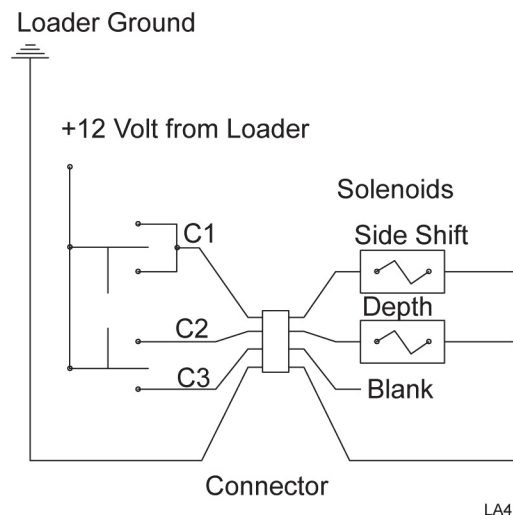 Loader Ground
+12 Volt from Loader
Solenoids
C1
Side Shift
Depth
C2
C3
Blank
Connector
LA4